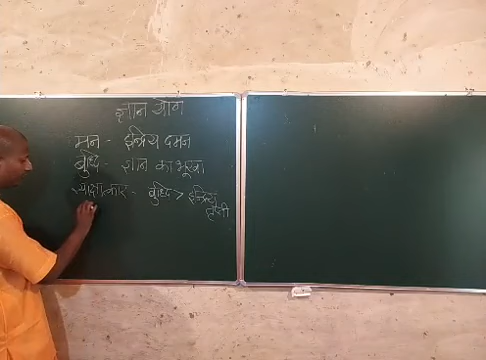 ज्ञान योग
मन - इन्द्रिय दमन
बुद्धि - ज्ञान का भूखा
साक्षात्कार - बुद्धि > इन्द्रिय